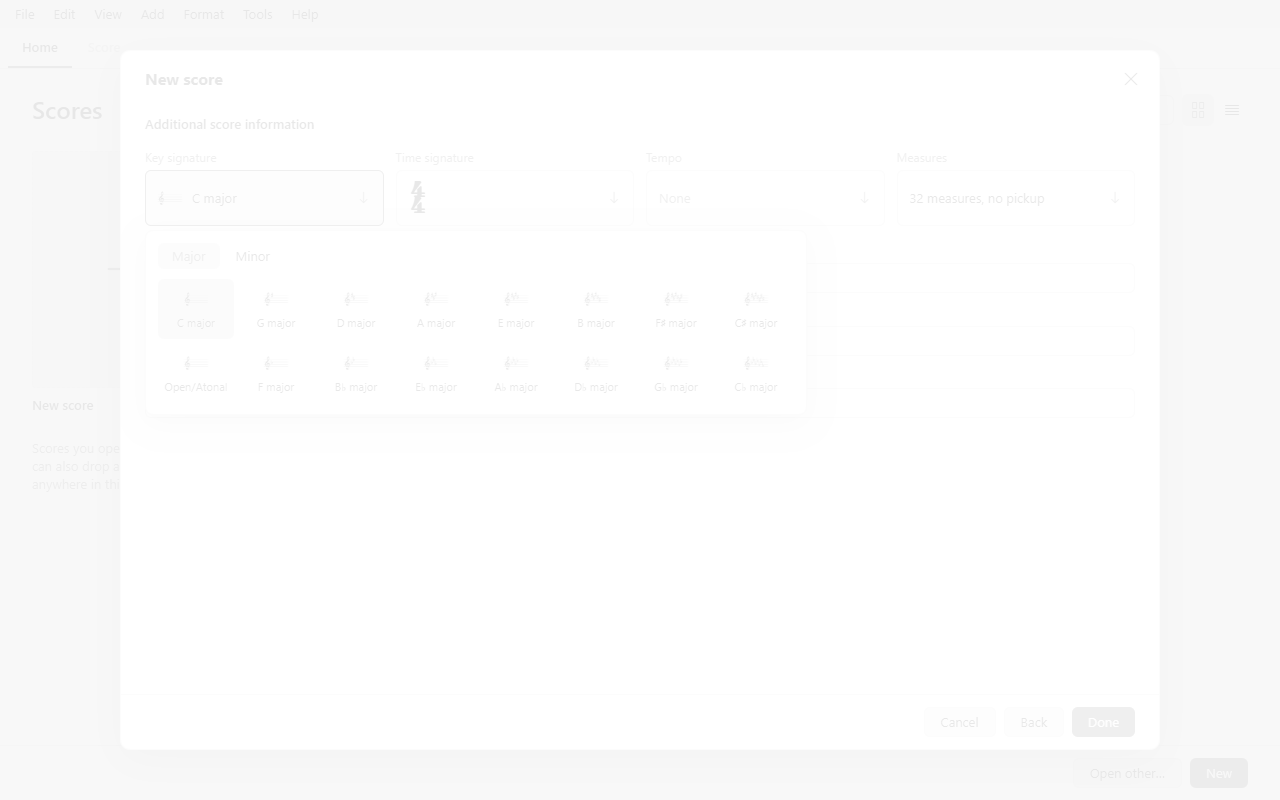 File Edit View Add Format Tools Help
Home
Scores
New score
Additional score information
Key signature Time signature Tempo Measures
C major None 32 measures, no pickup
Major Minor
C major G major D major A major E major B major F♯ major C♯ major
Open/Atonal F major B♭ major E♭ major A♭ major D♭ major G♭ major C♭ major
New score
Scores you ope
can also drop a
anywhere in th
Cancel Back Done
Open other... New